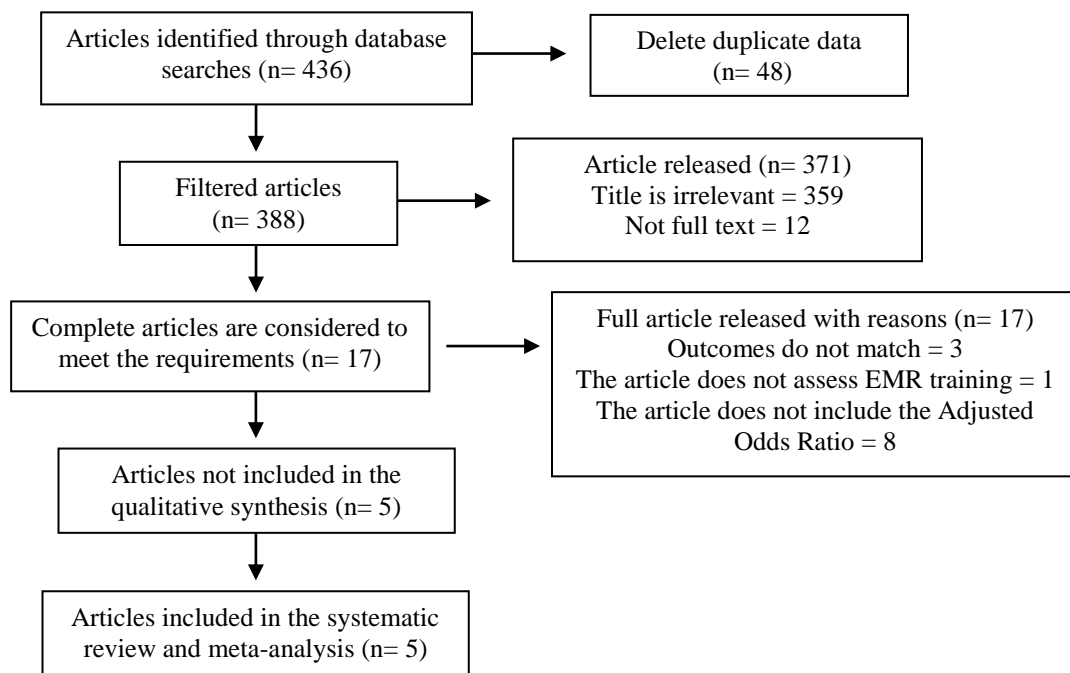 Articles identified through database
searches (n= 436)
Delete duplicate data
(n= 48)
Filtered articles
(n= 388)
Article released (n= 371)
Title is irrelevant = 359
Not full text = 12
Complete articles are considered to
meet the requirements (n= 17)
Full article released with reasons (n= 17)
Outcomes do not match = 3
The article does not assess EMR training = 1
The article does not include the Adjusted
Odds Ratio = 8
Articles not included in the
qualitative synthesis (n= 5)
Articles included in the systematic
review and meta-analysis (n= 5)